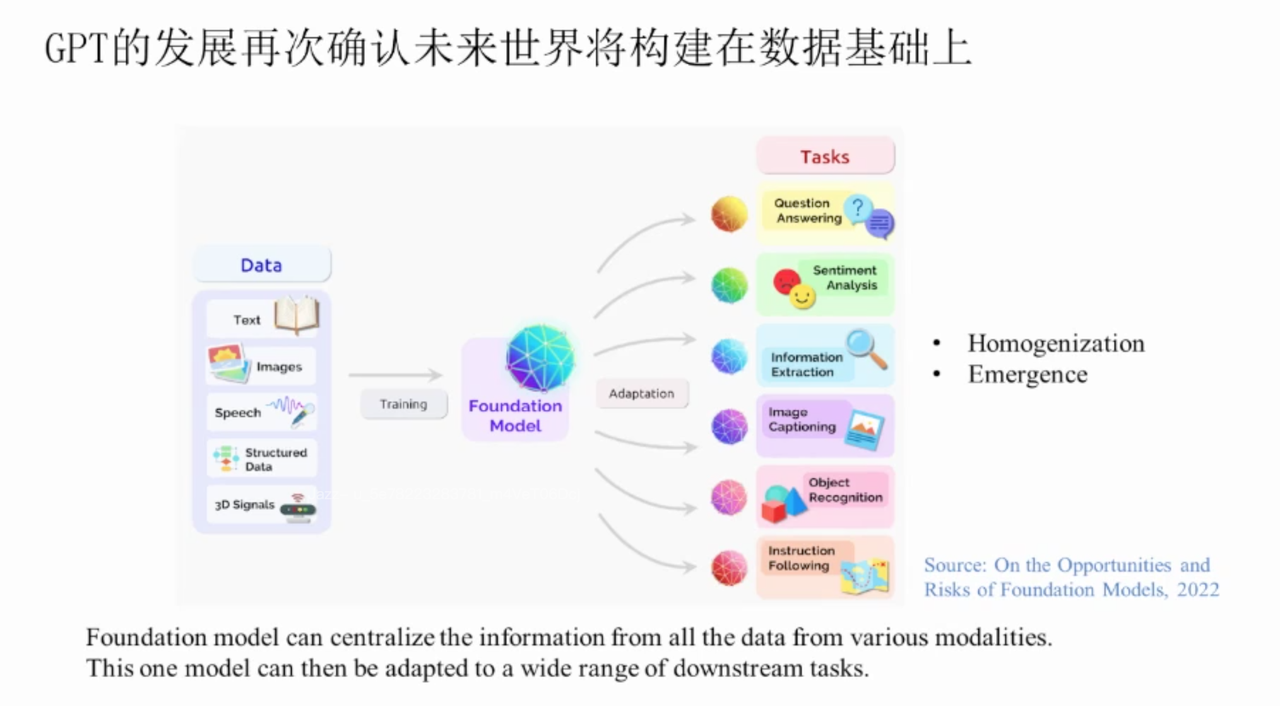 GPT的发展再次确认未来世界将构建在数据基础上
Data
Text
Images
Speech
Structured
Data
3D Signals
Training
Foundation
Model
Adaptation
Tasks
Question
Answering
?
Sentiment
Analysis
Information
Extraction
Image
Captioning
Object
Recognition
Instruction
Following
• Homogenization
• Emergence
Source: On the Opportunities and
Risks of Foundation Models, 2022
Foundation model can centralize the information from all the data from various modalities.
This one model can then be adapted to a wide range of downstream tasks.